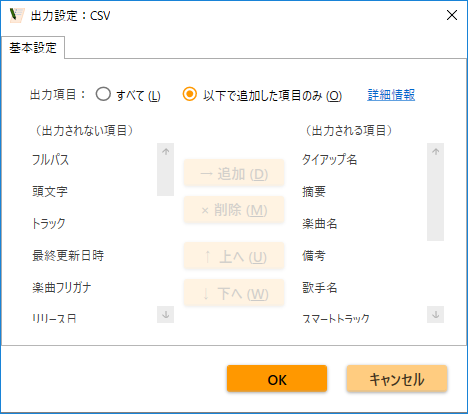 出力設定：CSV
基本設定
出力項目： すべて (L) 以下で追加した項目のみ (O) 詳細情報
（出力されない項目）
フルパス
頭文字
トラック
最終更新日時
楽曲フリガナ
リリース日
→ 追加 (D)
× 削除 (M)
↑ 上へ (U)
↓ 下へ (W)
（出力される項目）
タイアップ名
摘要
楽曲名
備考
歌手名
スマートトラック
OK
キャンセル